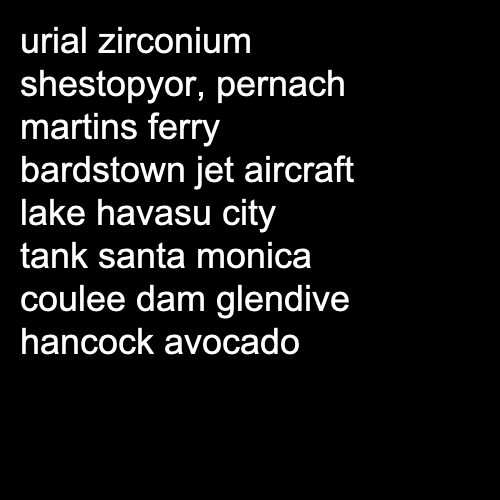 urial zirconium
shestopyor, pernach
martins ferry
bardstown jet aircraft
lake havasu city
tank santa monica
coulee dam glendive
hancock avocado